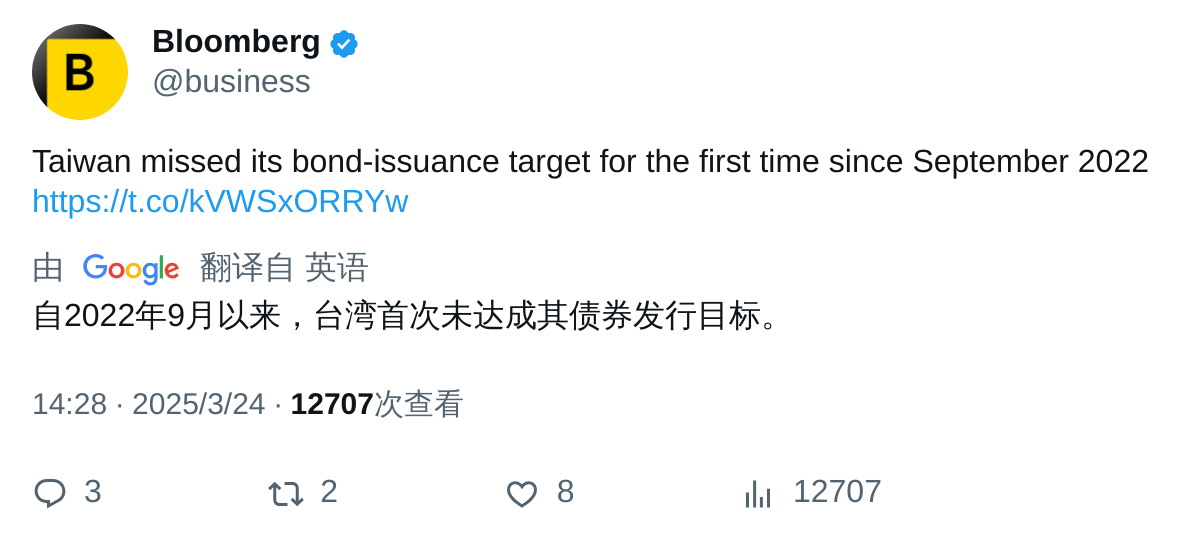 B
Bloomberg
@business
Taiwan missed its bond-issuance target for the first time since September 2022
https://t.co/kVWSxORRYw
由 Google 翻译自 英语
自2022年9月以来，台湾首次未达成其债券发行目标。
14:28 · 2025/3/24 · 12707次查看
3 2 8 12707